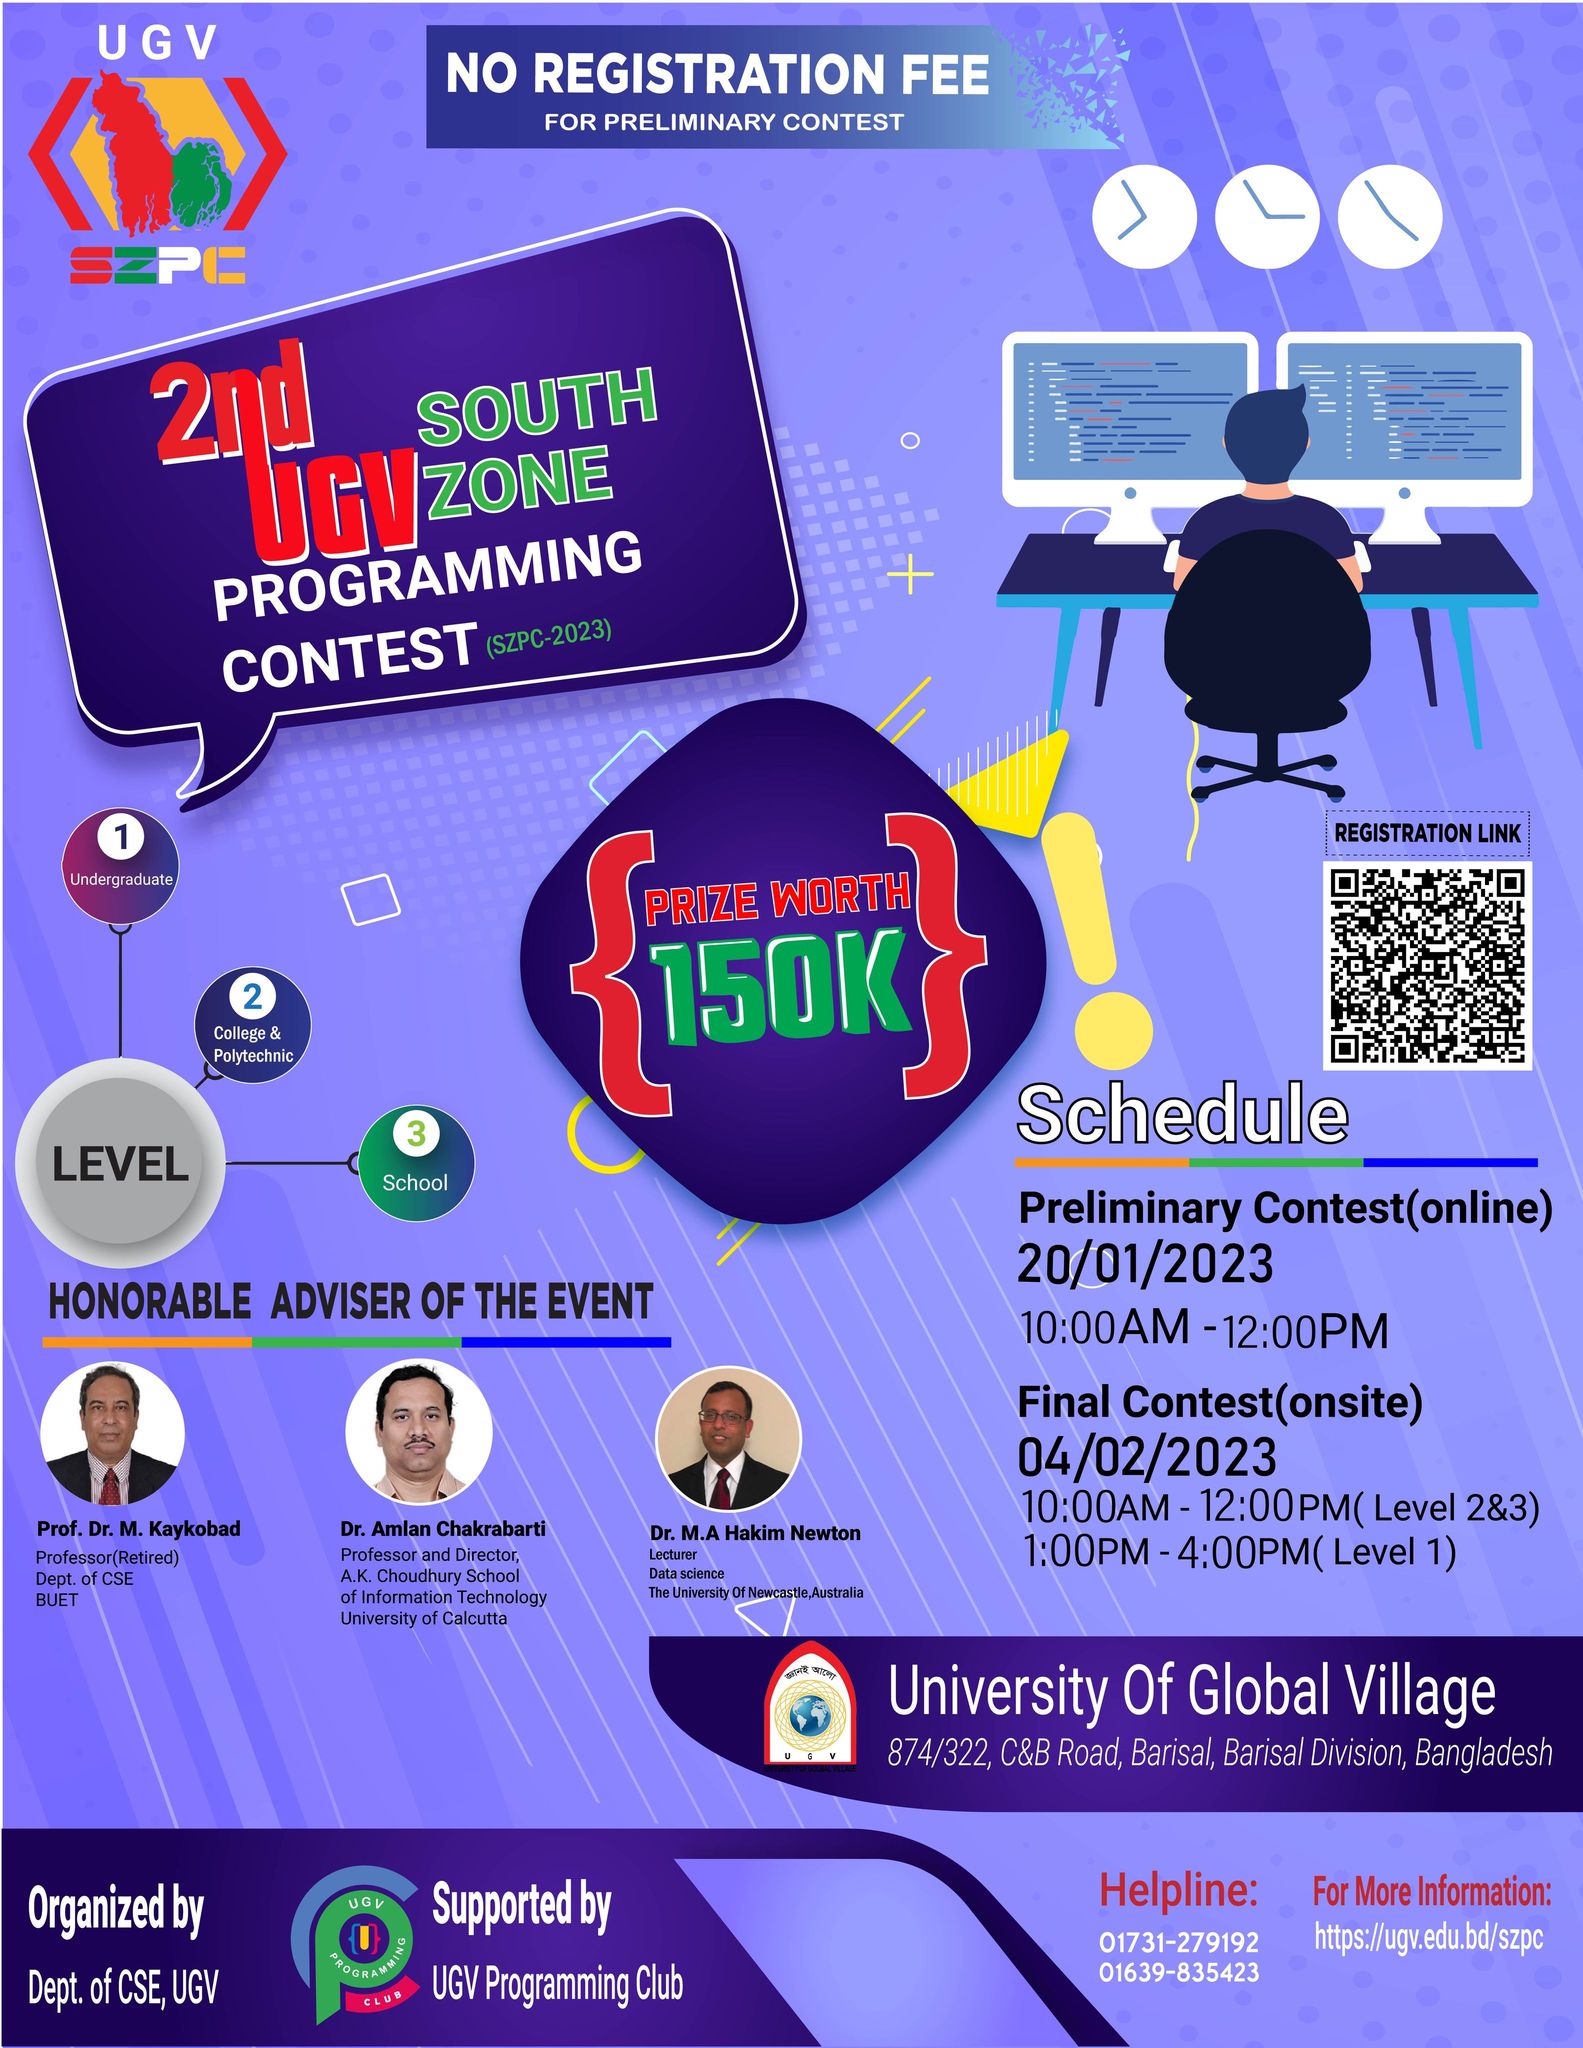 UGV
SZPC
NO REGISTRATION FEE
FOR PRELIMINARY CONTEST
2nd
UGV
SOUTH
ZONE
PROGRAMMING
CONTEST (SZPC-2023)
PRIZE WORTH
150K
REGISTRATION LINK
1
Undergraduate
2
College &
Polytechnic
3
School
LEVEL
HONORABLE ADVISER OF THE EVENT
Prof. Dr. M. Kaykobad
Professor(Retired)
Dept. of CSE
BUET
Dr. Amlan Chakrabarti
Professor and Director,
A.K. Choudhury School
of Information Technology
University of Calcutta
Dr. M.A Hakim Newton
Lecturer
Data science
The University Of Newcastle,Australia
Schedule
Preliminary Contest(online)
20/01/2023
10:00AM - 12:00PM
Final Contest(onsite)
04/02/2023
10:00AM - 12:00PM( Level 2&3)
1:00PM - 4:00PM( Level 1)
জ্ঞানই আলো
U G V
UNIVERSITY OF GLOBAL VILLAGE
University Of Global Village
874/322, C&B Road, Barisal, Barisal Division, Bangladesh
Organized by
Dept. of CSE, UGV
UGV
PROGRAMMING
CLUB
Supported by
UGV Programming Club
Helpline:
01731-279192
01639-835423
For More Information:
https://ugv.edu.bd/szpc